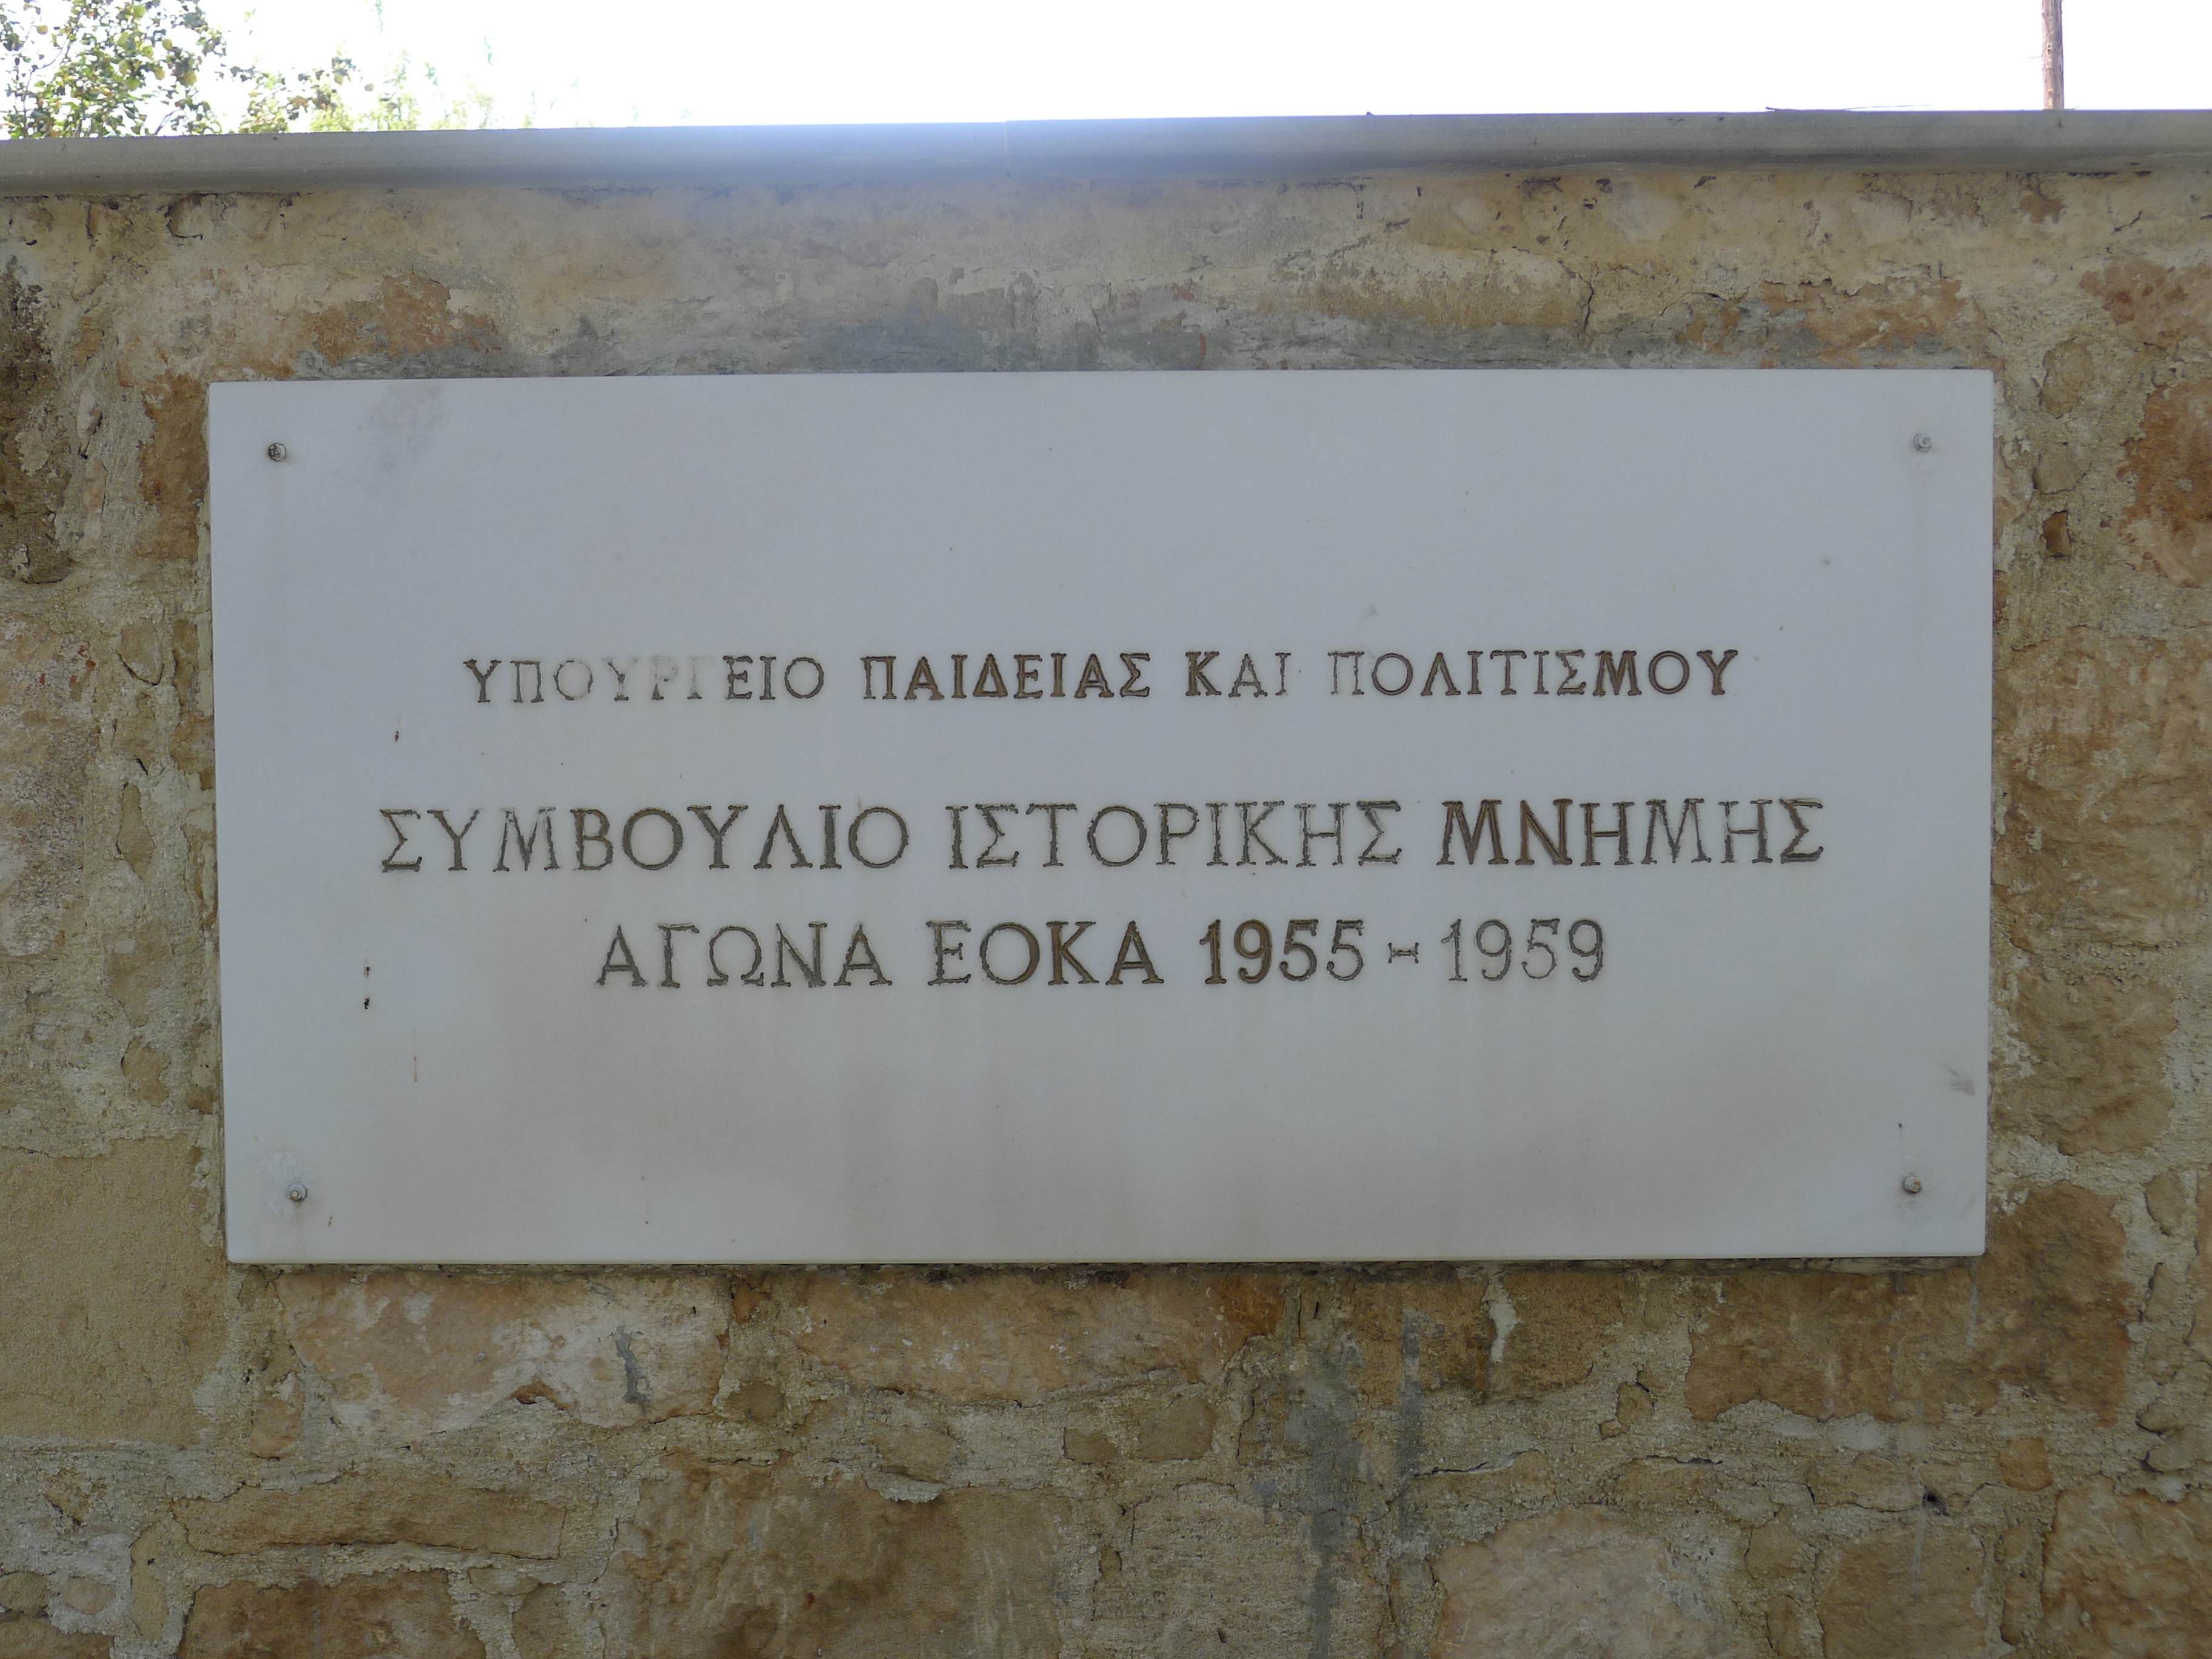 ΥΠΟΥΡΓΕΙΟ ΠΑΙΔΕΙΑΣ ΚΑΙ ΠΟΛΙΤΙΣΜΟΥ
ΣΥΜΒΟΥΛΙΟ ΙΣΤΟΡΙΚΗΣ ΜΝΗΜΗΣ
ΑΓΩΝΑ ΕΟΚΑ 1955-1959